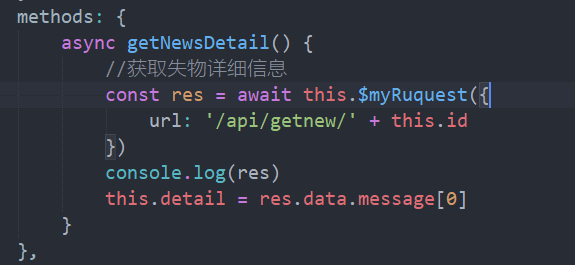 methods: {
async getNewsDetail() {
//获取失物详细信息
const res = await this.$myRuquest({
url: '/api/getnew/' + this.id
})
console.log(res)
this.detail = res.data.message[0]
}
},